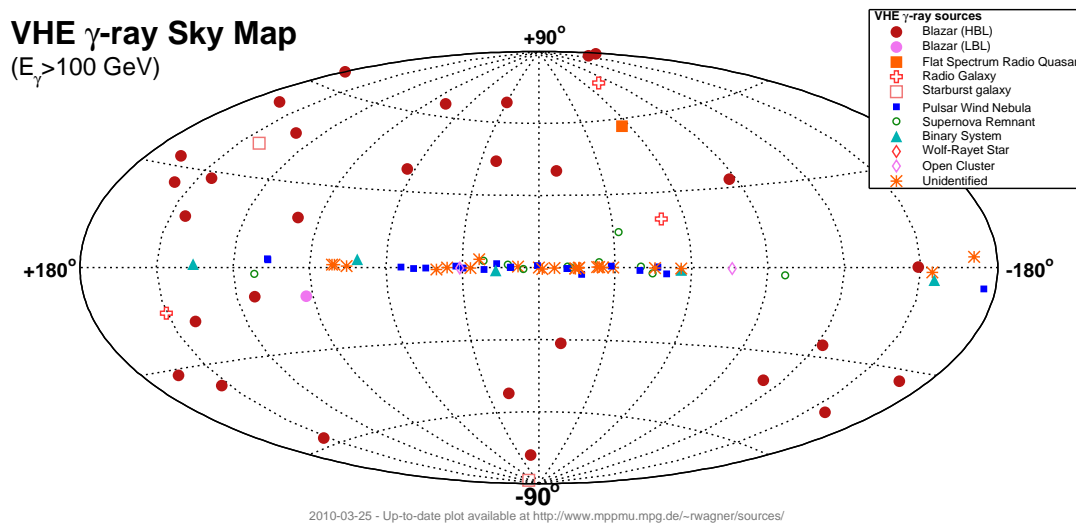 VHE γ-ray Sky Map
(Eγ>100 GeV)
+90°
+180°
-180°
-90°
VHE γ-ray sources
Blazar (HBL)
Blazar (LBL)
Flat Spectrum Radio Quasar
Radio Galaxy
Starburst galaxy
Pulsar Wind Nebula
Supernova Remnant
Binary System
Wolf-Rayet Star
Open Cluster
Unidentified
2010-03-25 - Up-to-date plot available at http://www.mppmu.mpg.de/~rwagner/sources/